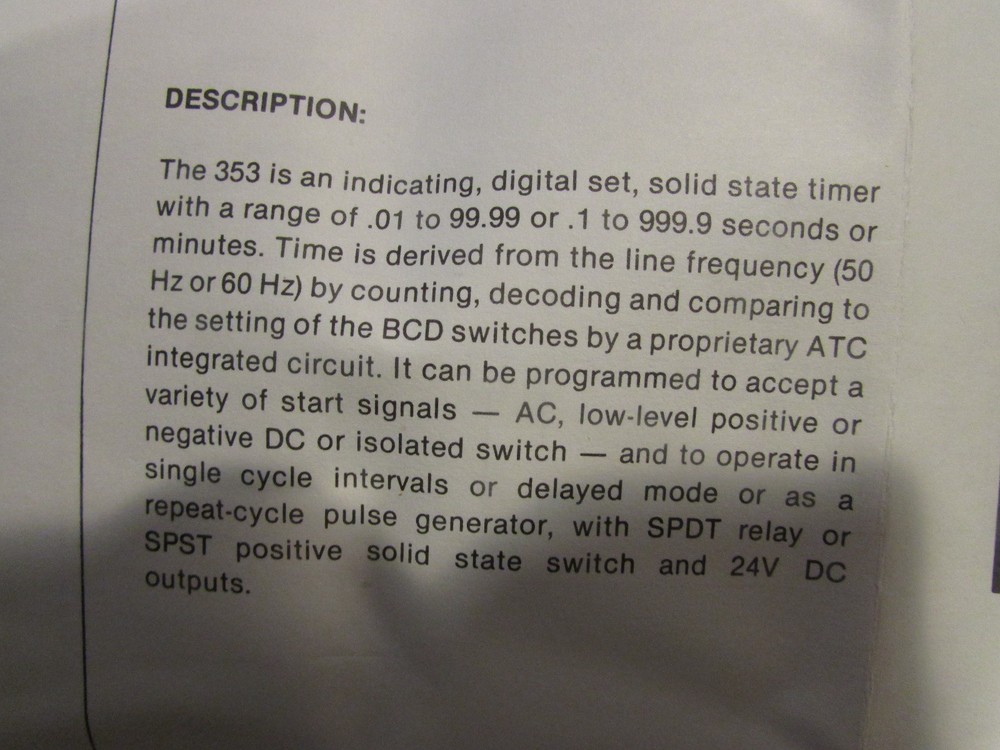 DESCRIPTION:
The 353 is an indicating, digital set, solid state timer
with a range of .01 to 99.99 or .1 to 999.9 seconds or
minutes. Time is derived from the line frequency (50
Hz or 60 Hz) by counting, decoding and comparing to
the setting of the BCD switches by a proprietary ATC
integrated circuit. It can be programmed to accept a
variety of start signals — AC, low-level positive or
negative DC or isolated switch — and to operate in
single cycle intervals or delayed mode or as a
repeat-cycle pulse generator, with SPDT relay or
SPST positive solid state switch and 24V DC
outputs.